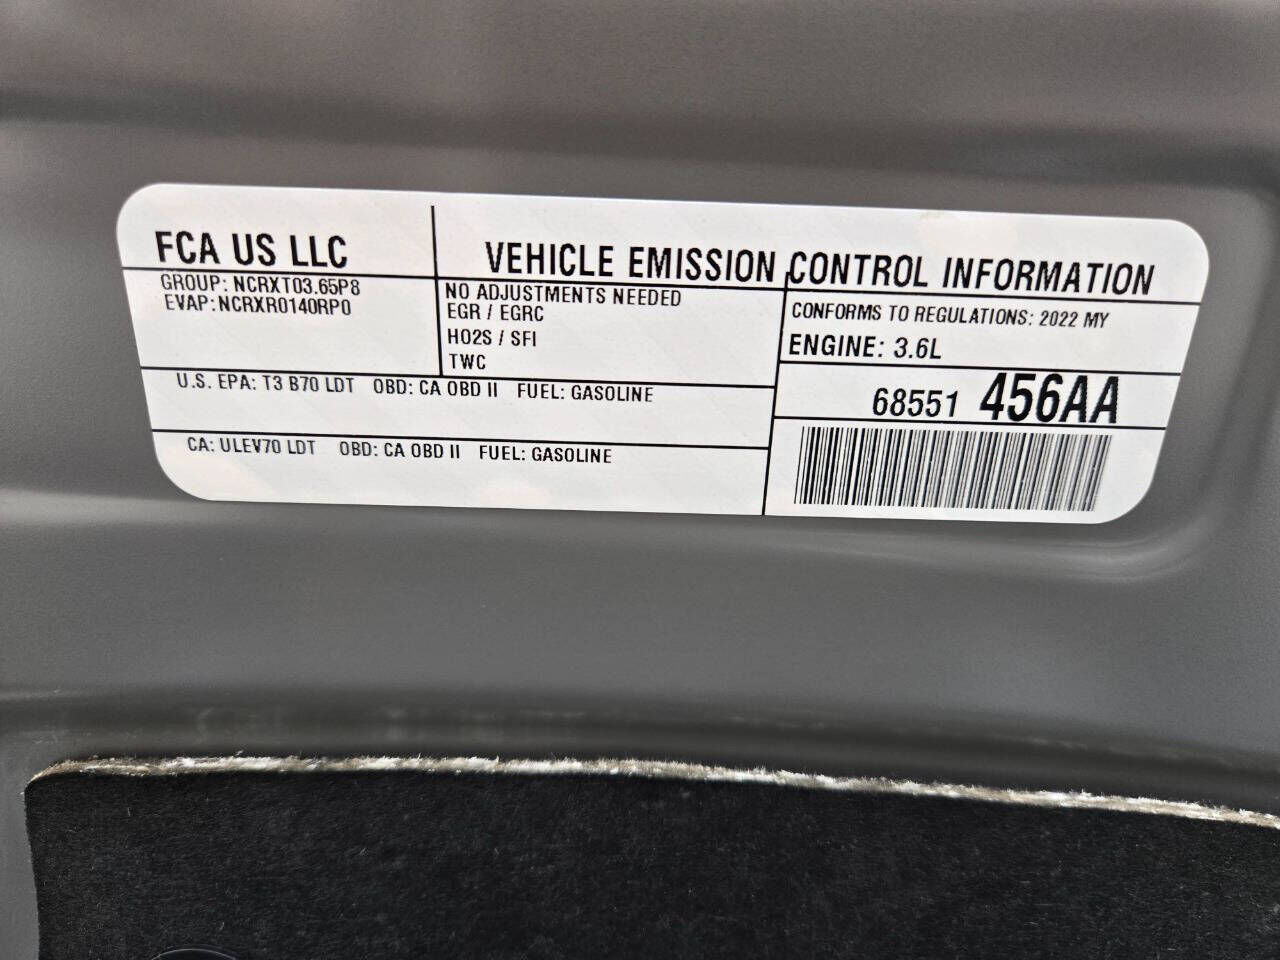 FCA US LLC
VEHICLE EMISSION CONTROL INFORMATION
GROUP: NCRXT03.65P8
EVAP: NCRXR0140RP0
NO ADJUSTMENTS NEEDED
EGR / EGRC
HO2S / SFI
TWC
CONFORMS TO REGULATIONS: 2022 MY
ENGINE: 3.6L
U.S. EPA: T3 B70 LDT OBD: CA OBD II FUEL: GASOLINE
68551 456AA
CA: ULEV70 LDT OBD: CA OBD II FUEL: GASOLINE